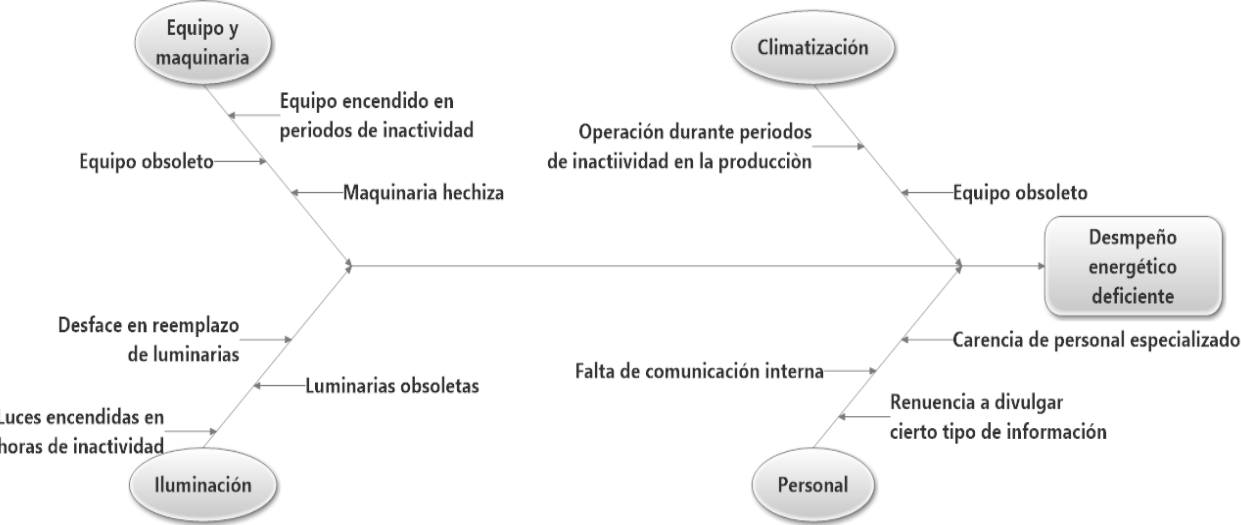 Equipo y
maquinaria
Climatización
Equipo encendido en
periodos de inactividad
Equipo obsoleto
Maquinaria hechiza
Operación durante periodos
de inactiividad en la producciòn
Equipo obsoleto
Desmpeño
energético
deficiente
Desface en reemplazo
de luminarias
Luminarias obsoletas
Luces encendidas en
horas de inactividad
Iluminación
Carencia de personal especializado
Falta de comunicación interna
Renuencia a divulgar
cierto tipo de información
Personal